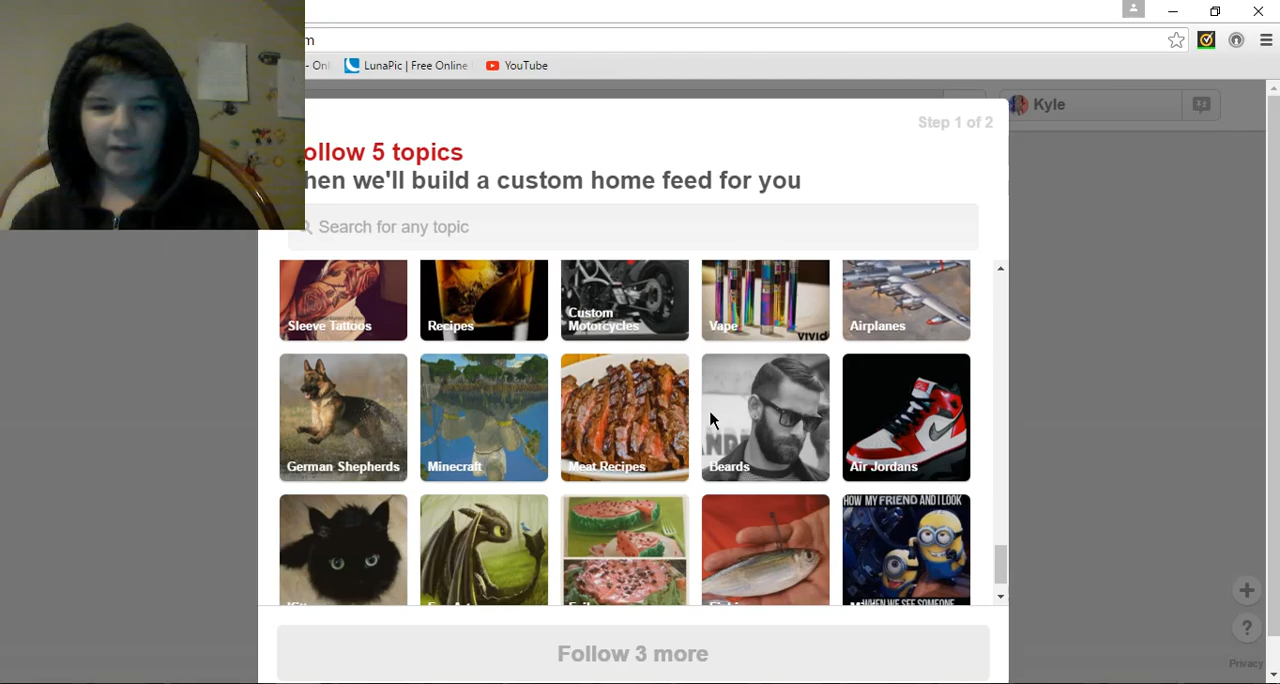 m
- Onl
LunaPic | Free Online
YouTube
Kyle
Step 1 of 2
ollow 5 topics
hen we'll build a custom home feed for you
Search for any topic
Sleeve Tattoos
Recipes
Custom
Motorcycles
Vape
VIVID
Airplanes
German Shepherds
Minecraft
Meat Recipes
Beards
Air Jordans
HOW MY FRIEND AND I LOOK
WHEN WE SEE SOMEONE
Follow 3 more
?
Privacy